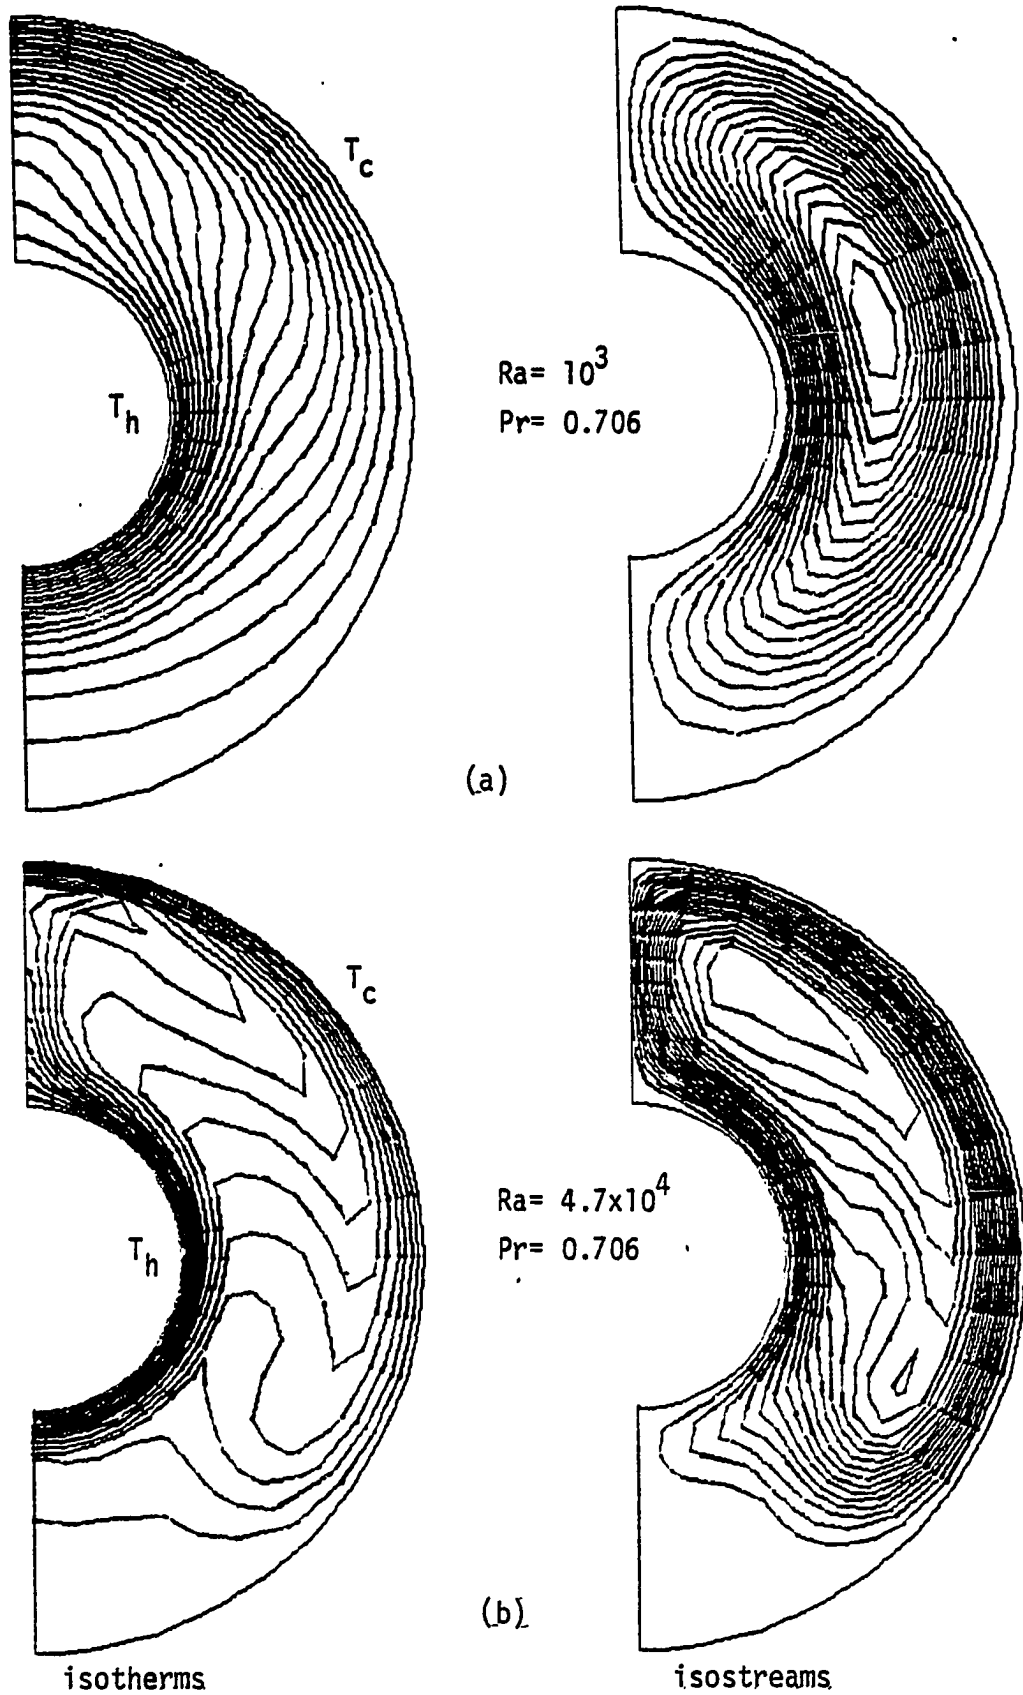 T_c
T_h
Ra= 10^3
Pr= 0.706
(a)
T_c
T_h
Ra= 4.7x10^4
Pr= 0.706
(b)
isotherms
isostreams